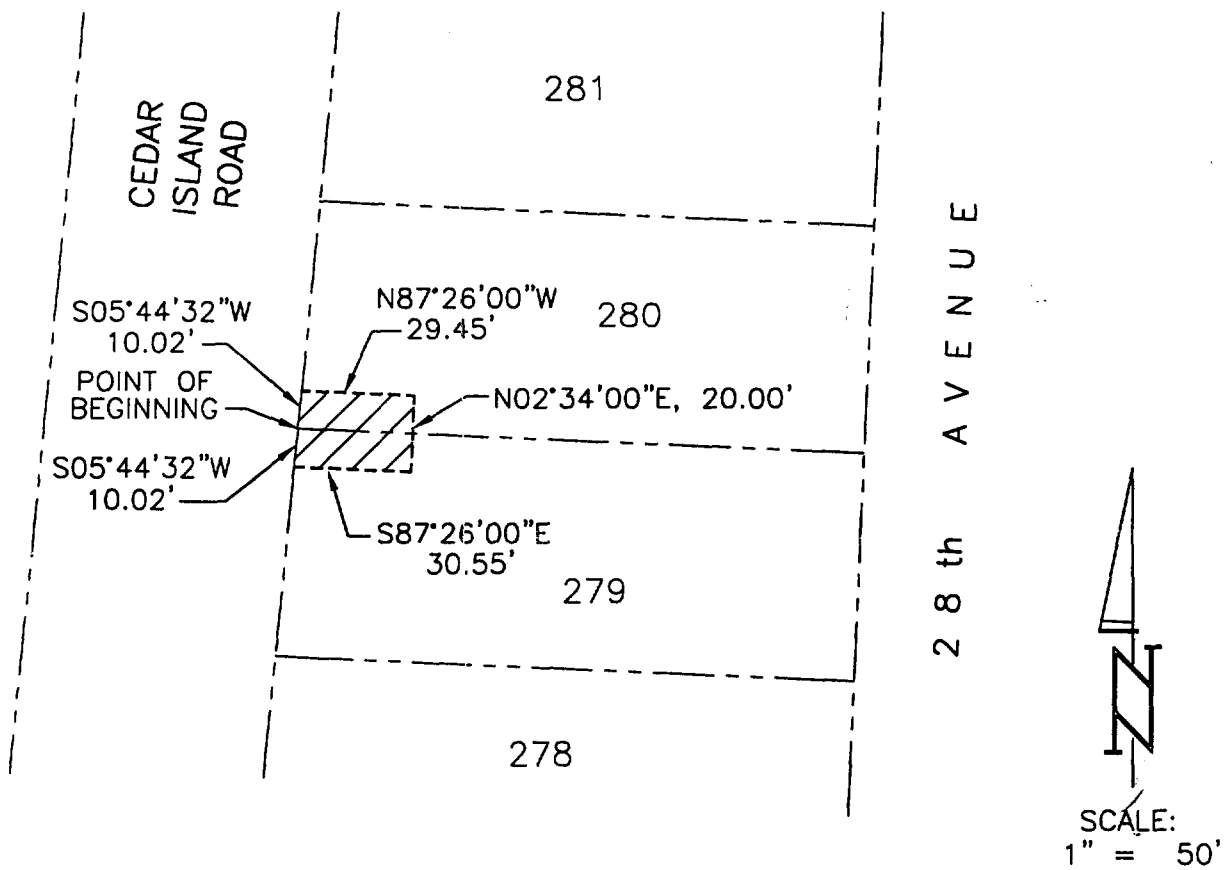 281
CEDAR
ISLAND
ROAD
S05°44'32"W
10.02'
N87°26'00"W
29.45'
280
POINT OF
BEGINNING
N02°34'00"E, 20.00'
S05°44'32"W
10.02'
S87°26'00"E
30.55'
279
278
28th AVENUE
N
SCALE:
1" = 50'